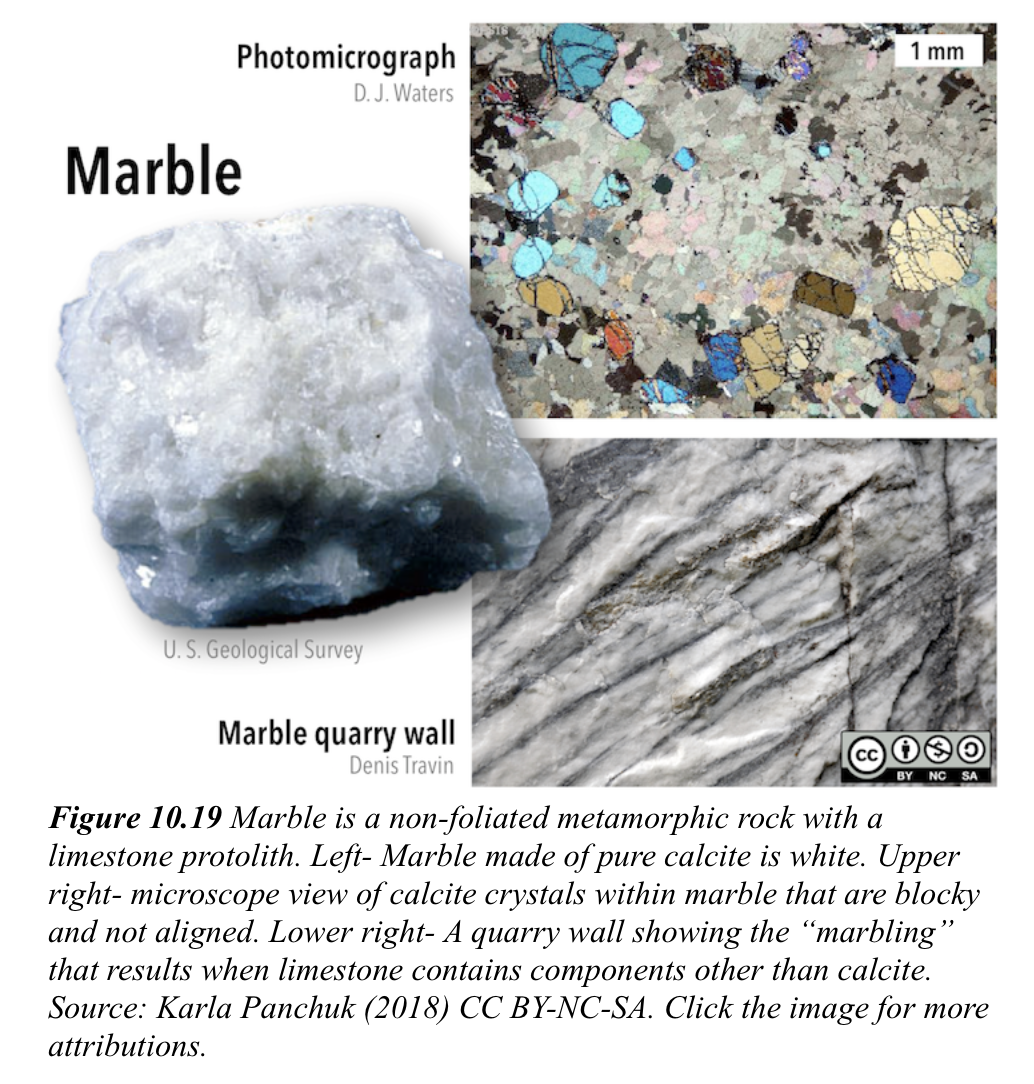 Photomicrograph
D. J. Waters
1 mm
Marble
U. S. Geological Survey
Marble quarry wall
Denis Travin
cc
BY NC SA
Figure 10.19 Marble is a non-foliated metamorphic rock with a
limestone protolith. Left- Marble made of pure calcite is white. Upper
right- microscope view of calcite crystals within marble that are blocky
and not aligned. Lower right- A quarry wall showing the “marbling”
that results when limestone contains components other than calcite.
Source: Karla Panchuk (2018) CC BY-NC-SA. Click the image for more
attributions.